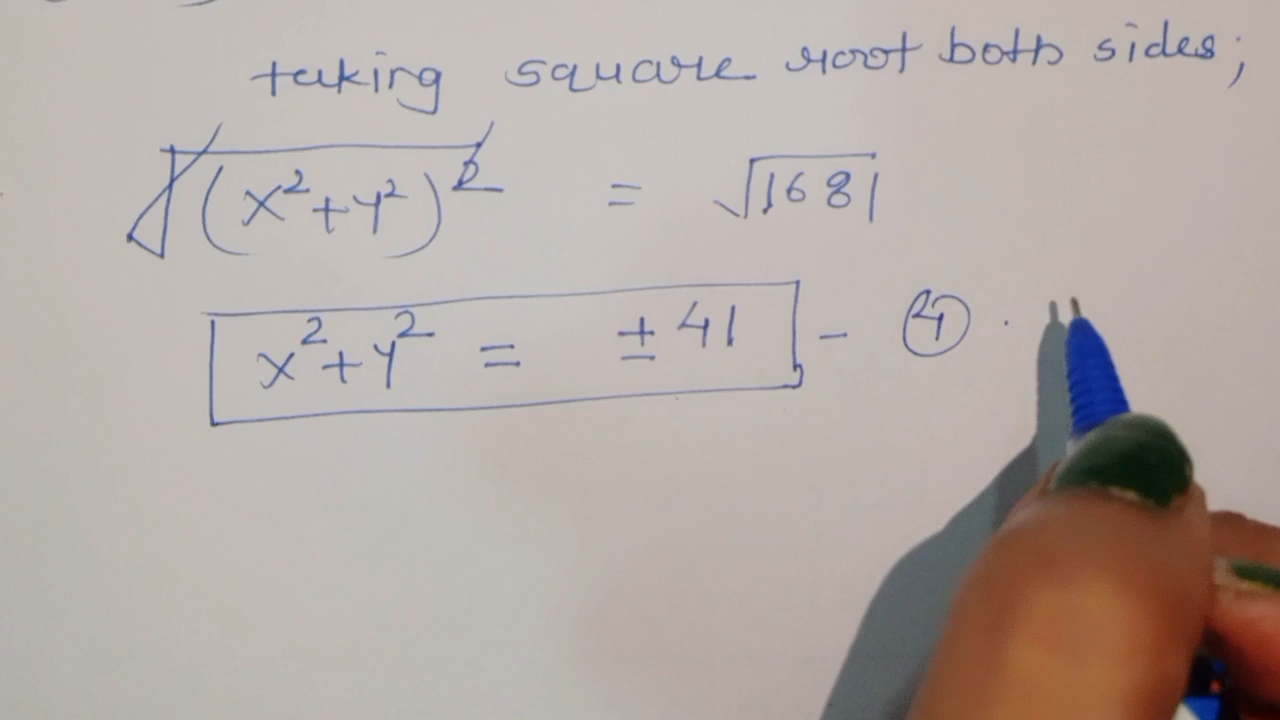 taking square root both sides;
√(x²+y²)² = √1681
x²+y² = ±41 - ④.